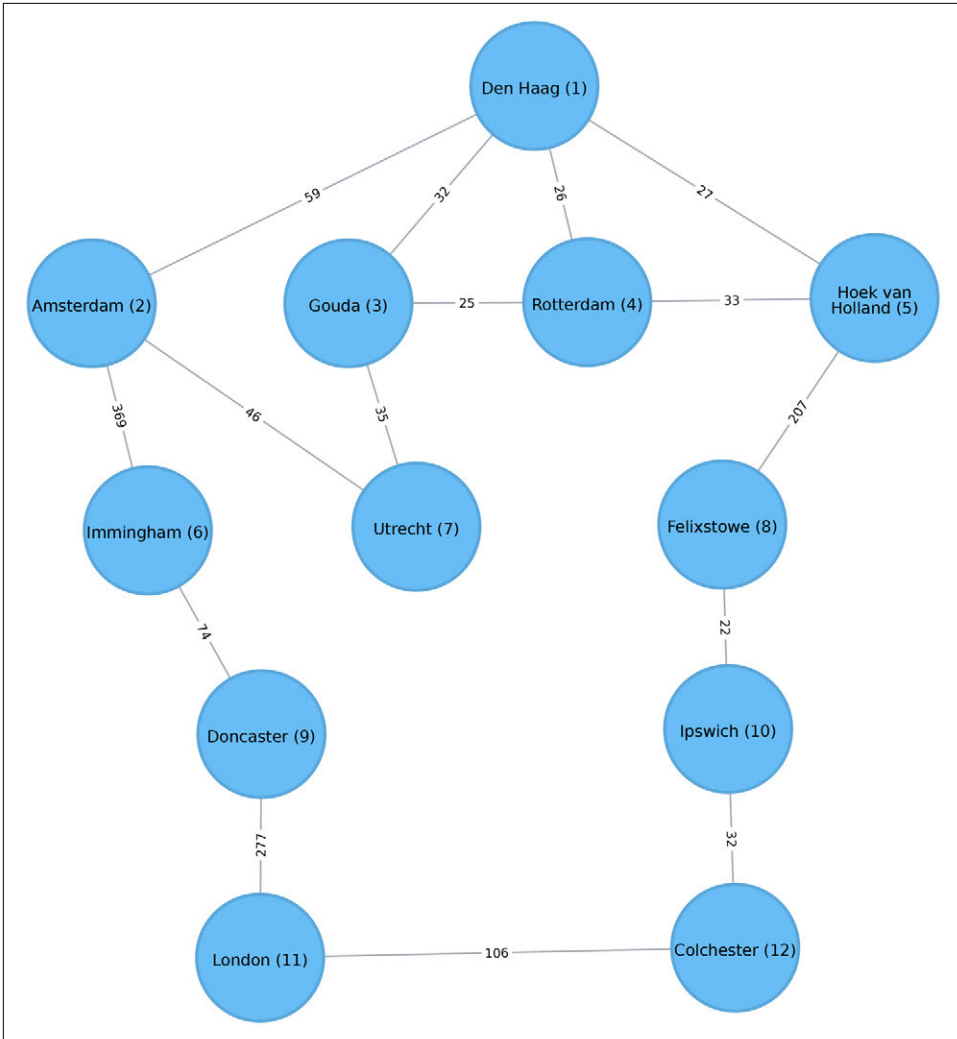 Den Haag (1)
59
32
26
27
Amsterdam (2)
Gouda (3)
25
Rotterdam (4)
33
Hoek van
Holland (5)
369
46
35
207
Immingham (6)
Utrecht (7)
Felixstowe (8)
74
22
Doncaster (9)
Ipswich (10)
277
32
London (11)
106
Colchester (12)